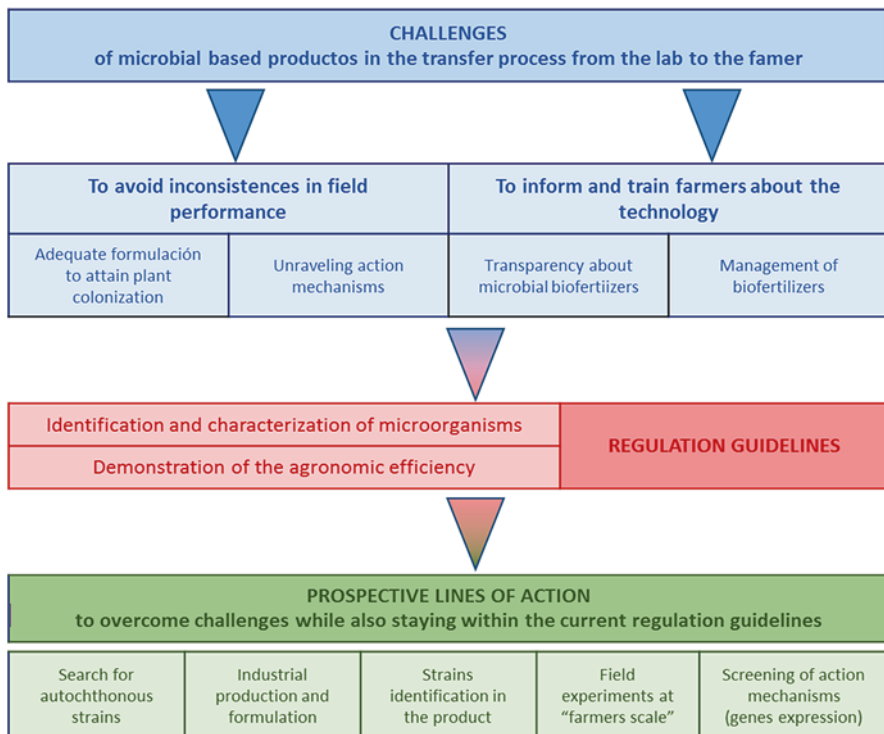 CHALLENGES
of microbial based productos in the transfer process from the lab to the famer
To avoid inconsistences in field
performance
To inform and train farmers about the
technology
Adequate formulación
to attain plant
colonization
Unraveling action
mechanisms
Transparency about
microbial biofertiizers
Management of
biofertilizers
Identification and characterization of microorganisms
Demonstration of the agronomic efficiency
REGULATION GUIDELINES
PROSPECTIVE LINES OF ACTION
to overcome challenges while also staying within the current regulation guidelines
Search for
autochthonous
strains
Industrial
production and
formulation
Strains
identification in
the product
Field
experiments at
“farmers scale”
Screening of action
mechanisms
(genes expression)